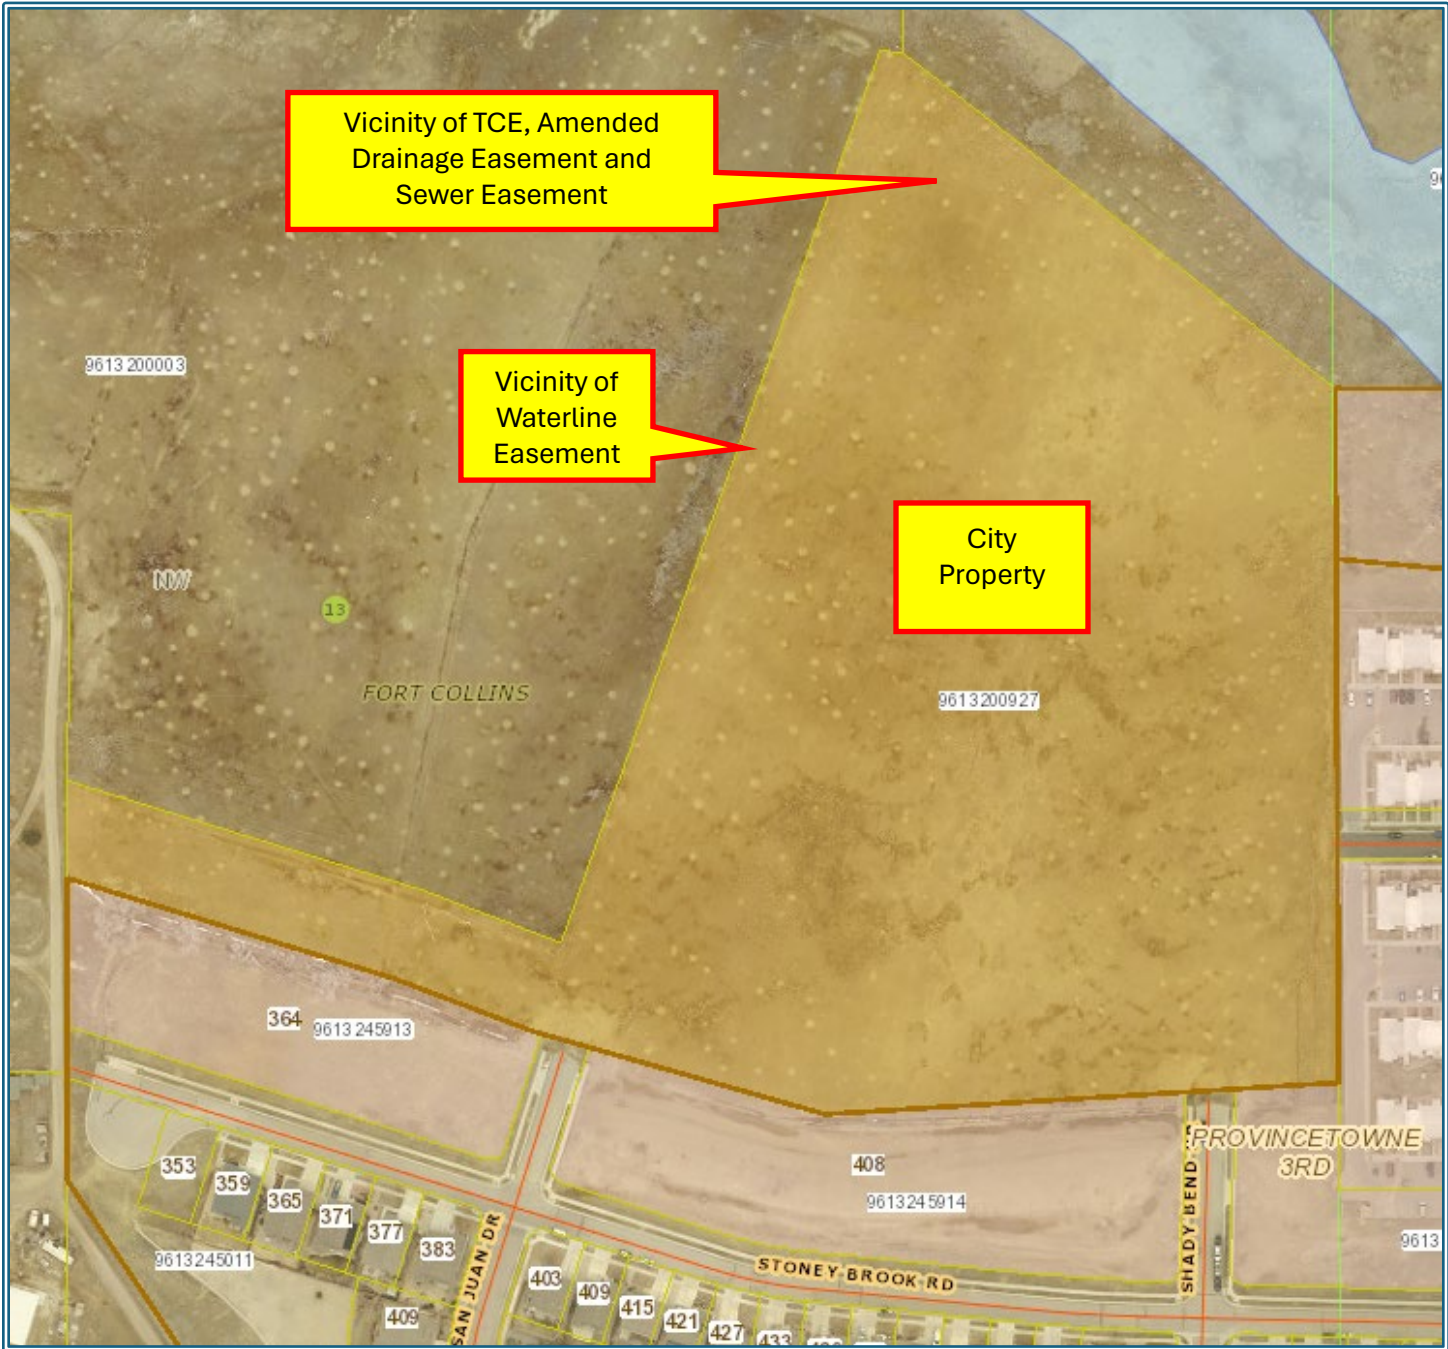 Vicinity of TCE, Amended
Drainage Easement and
Sewer Easement
9613200003
Vicinity of
Waterline
Easement
City
Property
NW
13
FORT COLLINS
9613200927
364
9613245913
PROVINCETOWNE
3RD
408
9613245914
353
359
365
371
377
383
9613245011
SAN JUAN DR
403
409
415
421
427
433
409
STONEY BROOK RD
SHADY BEND
9613